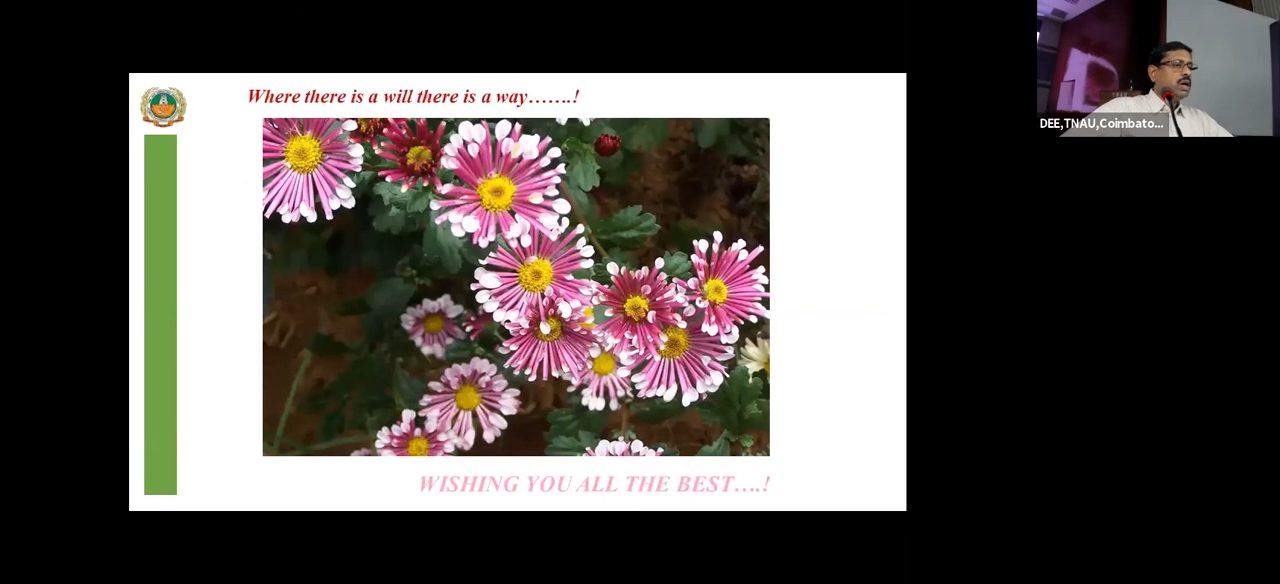 Where there is a will there is a way…….!
DEE,TNAU,Coimbato...
WISHING YOU ALL THE BEST….!